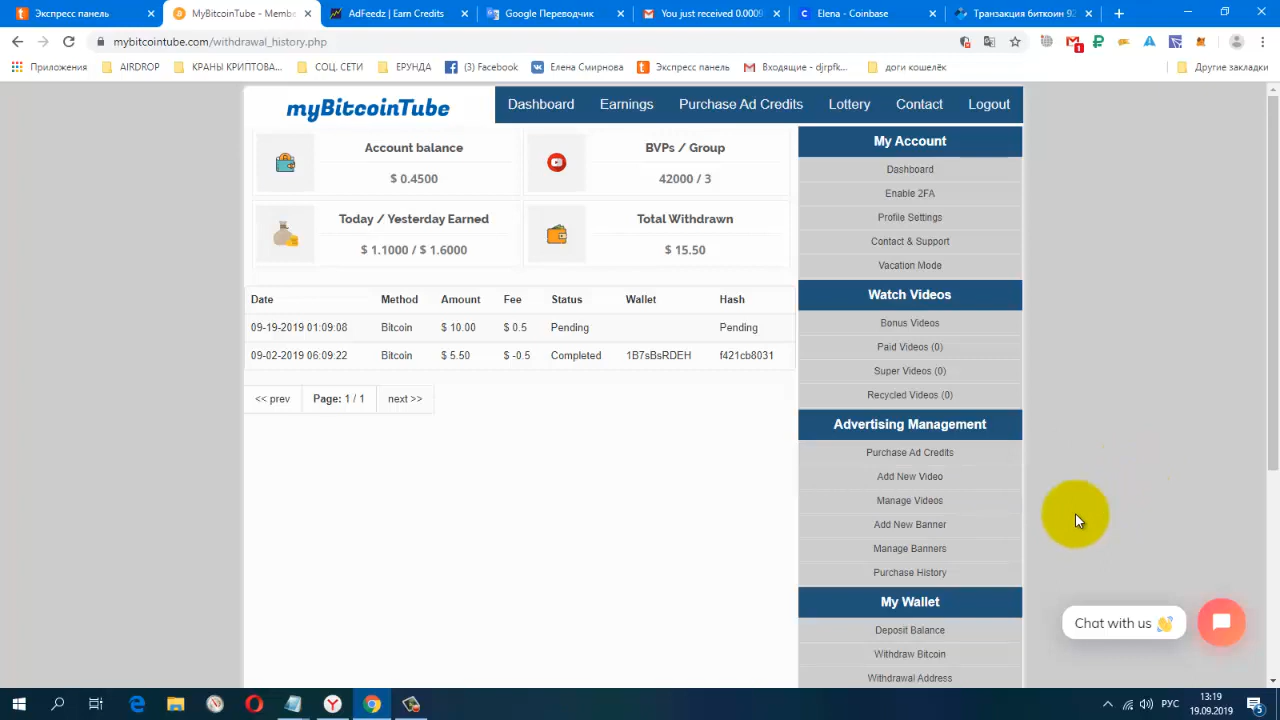 Экспресс панель
MyBitcoinTube - Membe
AdFeedz | Earn Credits
Google Переводчик
You just received 0.0009
Elena - Coinbase
Транзакция биткоин 92
mybitcointube.com/withdrawal_history.php
1
Приложения
AIRDROP
КРАНЫ КРИПТОВА...
СОЦ. СЕТИ
ЕРУНДА
(3) Facebook
Елена Смирнова
Экспресс панель
Входящие - djrpfk...
доги кошелёк
Другие закладки
myBitcoinTube
Dashboard
Earnings
Purchase Ad Credits
Lottery
Contact
Logout
Account balance
$ 0.4500
BVPs / Group
42000 / 3
Today / Yesterday Earned
$ 1.1000 / $ 1.6000
Total Withdrawn
$ 15.50
Date Method Amount Fee Status Wallet Hash
09-19-2019 01:09:08 Bitcoin $ 10.00 $ 0.5 Pending Pending
09-02-2019 06:09:22 Bitcoin $ 5.50 $ -0.5 Completed 1B7sBsRDEH f421cb8031
<< prev Page: 1 / 1 next >>
My Account
Dashboard
Enable 2FA
Profile Settings
Contact & Support
Vacation Mode
Watch Videos
Bonus Videos
Paid Videos (0)
Super Videos (0)
Recycled Videos (0)
Advertising Management
Purchase Ad Credits
Add New Video
Manage Videos
Add New Banner
Manage Banners
Purchase History
My Wallet
Deposit Balance
Withdraw Bitcoin
Withdrawal Address
Chat with us 👋
РУС
13:19
19.09.2019
5